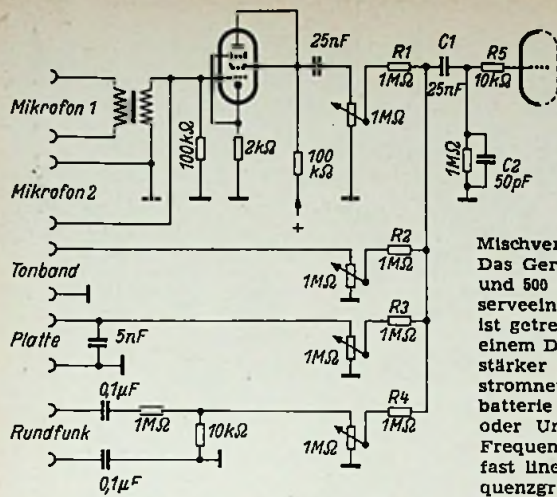 25nF
R1
1MΩ
C1
25nF
R5
10kΩ
Mikrofon 1
100kΩ
2kΩ
100
kΩ
+
1MΩ
1MΩ
C2
50pF
Mikrofon 2
R2
1MΩ
Tonband
1MΩ
R3
1MΩ
Platte
5nF
1MΩ
R4
1MΩ
0,1µF
1MΩ
10kΩ
Rundfunk
0,1µF
1MΩ
Mischver
Das Ger
und 500
serveein
ist getre
einem D
stärker
stromne
batterie
oder Ur
Frequen
fast line
quenzgr